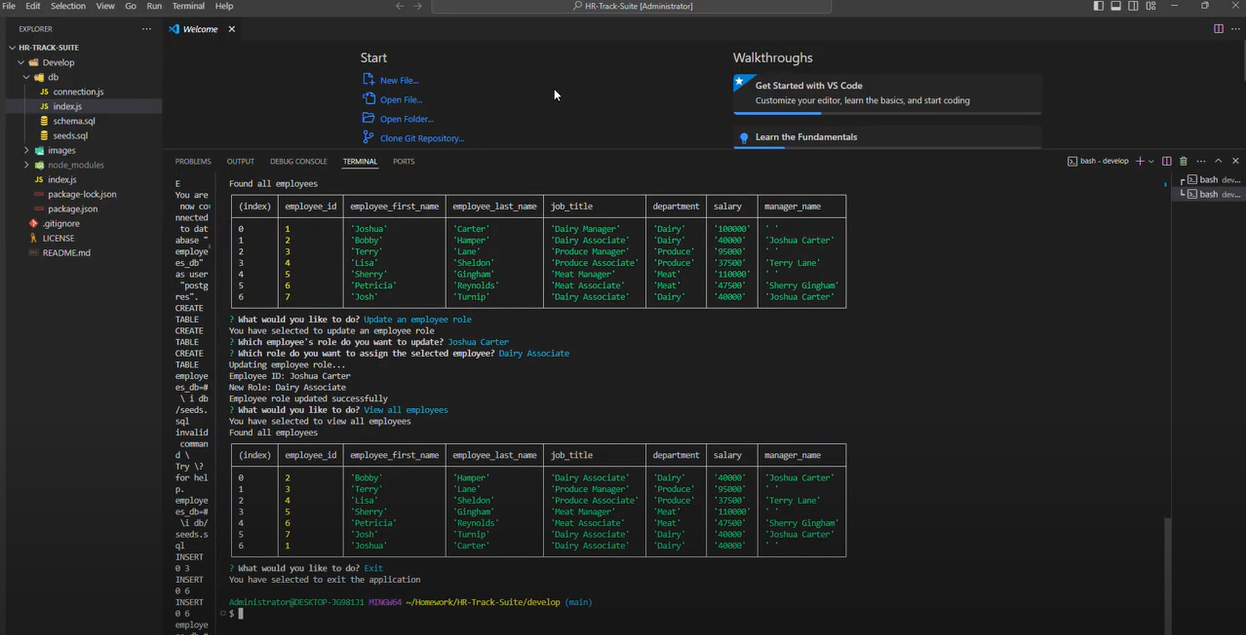 File Edit Selection View Go Run Terminal Help
HR-Track-Suite [Administrator]
EXPLORER
HR-TRACK-SUITE
Develop
db
JS connection.js
JS index.js
schema.sql
seeds.sql
images
node_modules
JS index.js
package-lock.json
package.json
.gitignore
LICENSE
README.md
Welcome
Start
New File...
Open File...
Open Folder...
Clone Git Repository...
Walkthroughs
Get Started with VS Code
Customize your editor, learn the basics, and start coding
Learn the Fundamentals
PROBLEMS OUTPUT DEBUG CONSOLE TERMINAL PORTS
bash - develop
bash dev...
bash dev...
E
You are
now co
nnected
to dat
abase "
employe
es_db"
as user
"postg
res".
CREATE
TABLE
CREATE
TABLE
CREATE
TABLE
employe
es_db=#
\ i db
/seeds.
sql
invalid
comman
d \
Try \?
for hel
p.
employe
es_db=#
\i db/
seeds.s
ql
INSERT
0 3
INSERT
0 6
INSERT
0 6
employe
Found all employees
(index) employee_id employee_first_name employee_last_name job_title department salary manager_name
0 1 'Joshua' 'Carter' 'Dairy Manager' 'Dairy' '100000' ' '
1 2 'Bobby' 'Hamper' 'Dairy Associate' 'Dairy' '40000' 'Joshua Carter'
2 3 'Terry' 'Lane' 'Produce Manager' 'Produce' '95000' ' '
3 4 'Lisa' 'Sheldon' 'Produce Associate' 'Produce' '37500' 'Terry Lane'
4 5 'Sherry' 'Gingham' 'Meat Manager' 'Meat' '110000' ' '
5 6 'Petricia' 'Reynolds' 'Meat Associate' 'Meat' '47500' 'Sherry Gingham'
6 7 'Josh' 'Turnip' 'Dairy Associate' 'Dairy' '40000' 'Joshua Carter'
? What would you like to do? Update an employee role
You have selected to update an employee role
? Which employee's role do you want to update? Joshua Carter
? Which role do you want to assign the selected employee? Dairy Associate
Updating employee role...
Employee ID: Joshua Carter
New Role: Dairy Associate
Employee role updated successfully
? What would you like to do? View all employees
You have selected to view all employees
Found all employees
(index) employee_id employee_first_name employee_last_name job_title department salary manager_name
0 2 'Bobby' 'Hamper' 'Dairy Associate' 'Dairy' '40000' 'Joshua Carter'
1 3 'Terry' 'Lane' 'Produce Manager' 'Produce' '95000' ' '
2 4 'Lisa' 'Sheldon' 'Produce Associate' 'Produce' '37500' 'Terry Lane'
3 5 'Sherry' 'Gingham' 'Meat Manager' 'Meat' '110000' ' '
4 6 'Petricia' 'Reynolds' 'Meat Associate' 'Meat' '47500' 'Sherry Gingham'
5 7 'Josh' 'Turnip' 'Dairy Associate' 'Dairy' '40000' 'Joshua Carter'
6 1 'Joshua' 'Carter' 'Dairy Associate' 'Dairy' '40000' ' '
? What would you like to do? Exit
You have selected to exit the application
Administrator@DESKTOP-JG981J1 MINGW64 ~/Homework/HR-Track-Suite/develop (main)
$